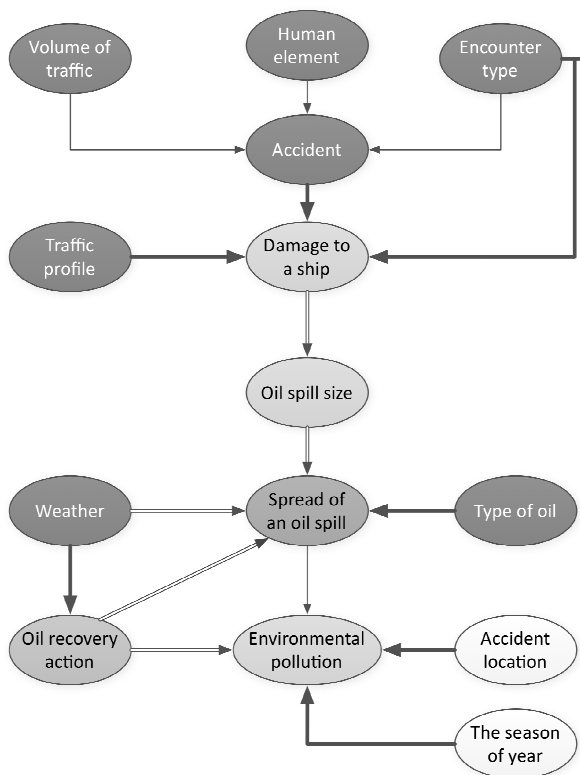 Volume of
traffic
Human
element
Encounter
type
Accident
Traffic
profile
Damage to
a ship
Oil spill size
Weather
Spread of
an oil spill
Type of oil
Oil recovery
action
Environmental
pollution
Accident
location
The season
of year